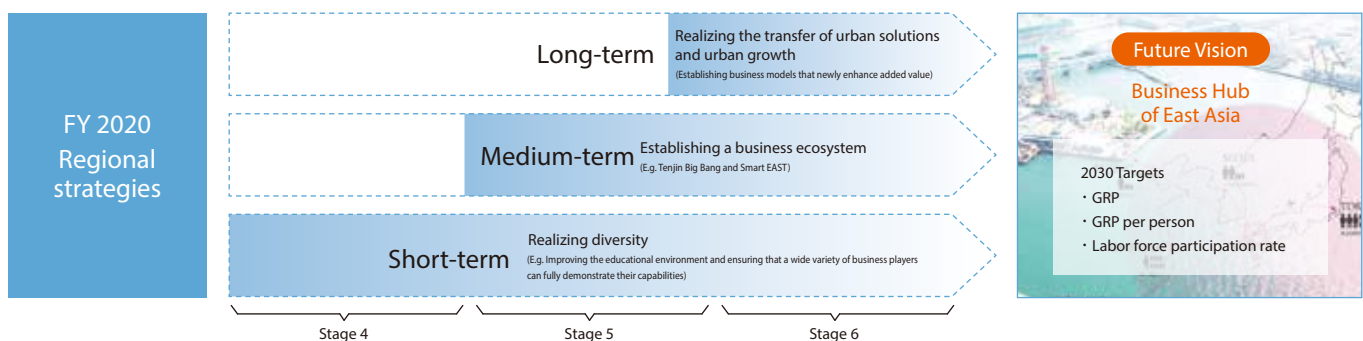 FY 2020
Regional
strategies
Long-term
Realizing the transfer of urban solutions
and urban growth
(Establishing business models that newly enhance added value)
Medium-term
Establishing a business ecosystem
(E.g. Tenjin Big Bang and Smart EAST)
Short-term
Realizing diversity
(E.g. Improving the educational environment and ensuring that a wide variety of business players
can fully demonstrate their capabilities)
Stage 4
Stage 5
Stage 6
Future Vision
Business Hub
of East Asia
2030 Targets
・GRP
・GRP per person
・Labor force participation rate